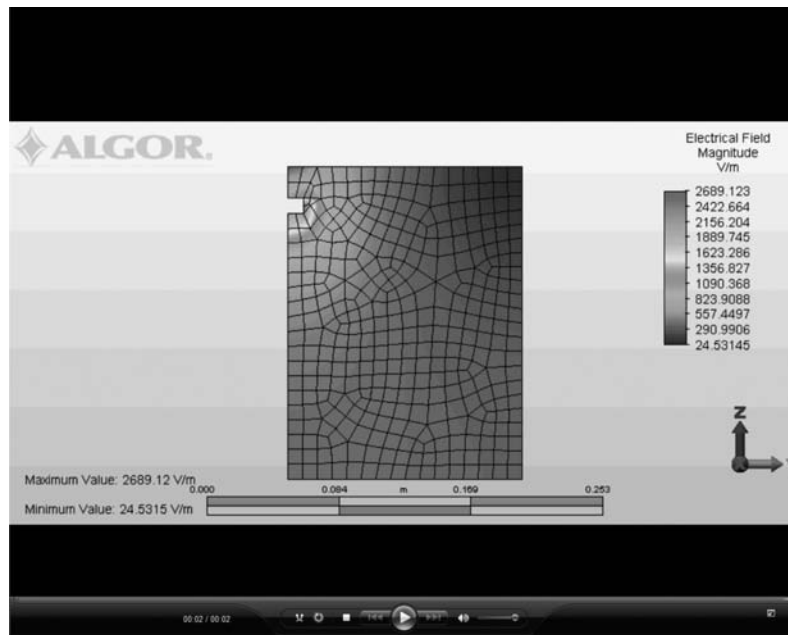 ALGOR.
Electrical Field
Magnitude
V/m
2689.123
2422.664
2156.204
1889.745
1623.286
1356.827
1090.368
823.9088
557.4497
290.9906
24.53145
Z
Maximum Value: 2689.12 V/m
0.000
0.084
m
0.169
0.253
Minimum Value: 24.5315 V/m
00:02 / 00:02